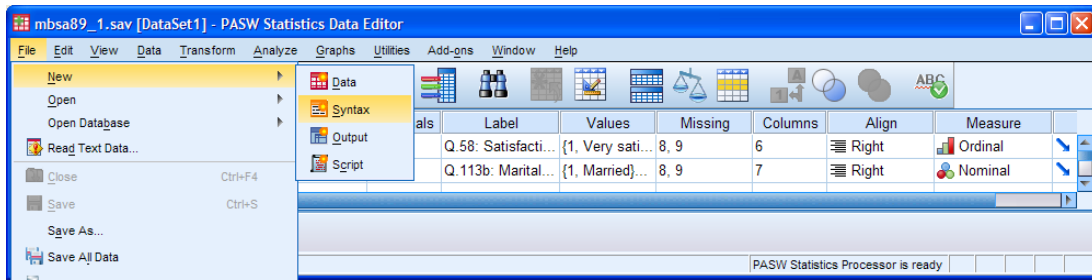 mbsa89_1.sav [DataSet1] - PASW Statistics Data Editor
File Edit View Data Transform Analyze Graphs Utilities Add-ons Window Help
New
Open
Open Database
Read Text Data...
Close Ctrl+F4
Save Ctrl+S
Save As...
Save All Data
Data
Syntax
Output
Script
A
1 4
ABC
als Label Values Missing Columns Align Measure
Q.58: Satisfacti... {1, Very sati... 8, 9 6 Right Ordinal
Q.113b: Marital... {1, Married}... 8, 9 7 Right Nominal
PASW Statistics Processor is ready